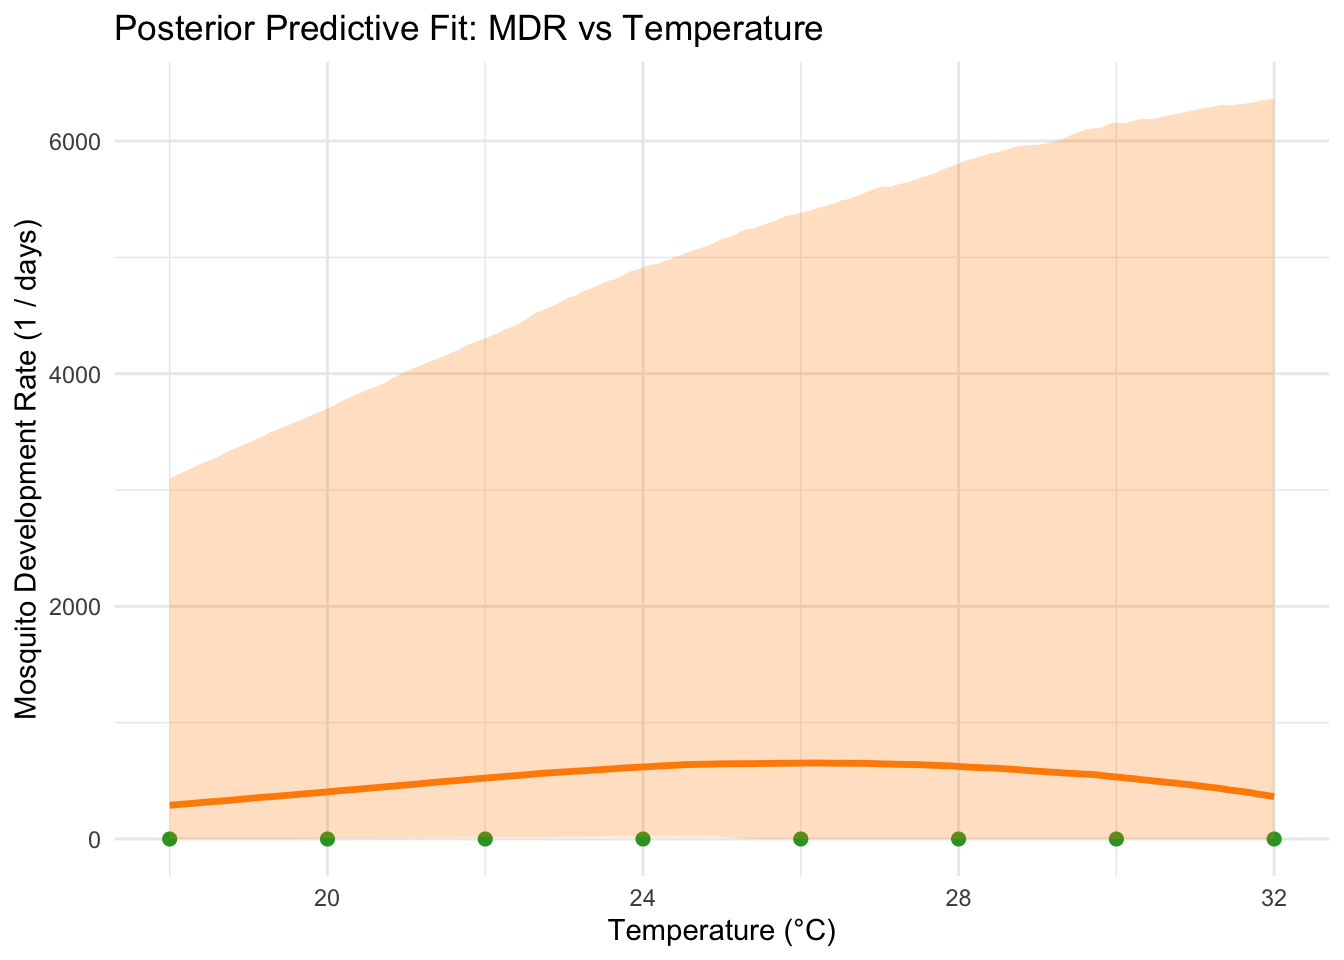 Posterior Predictive Fit: MDR vs Temperature
Mosquito Development Rate (1 / days)
6000
4000
2000
0
20
24
28
32
Temperature (°C)